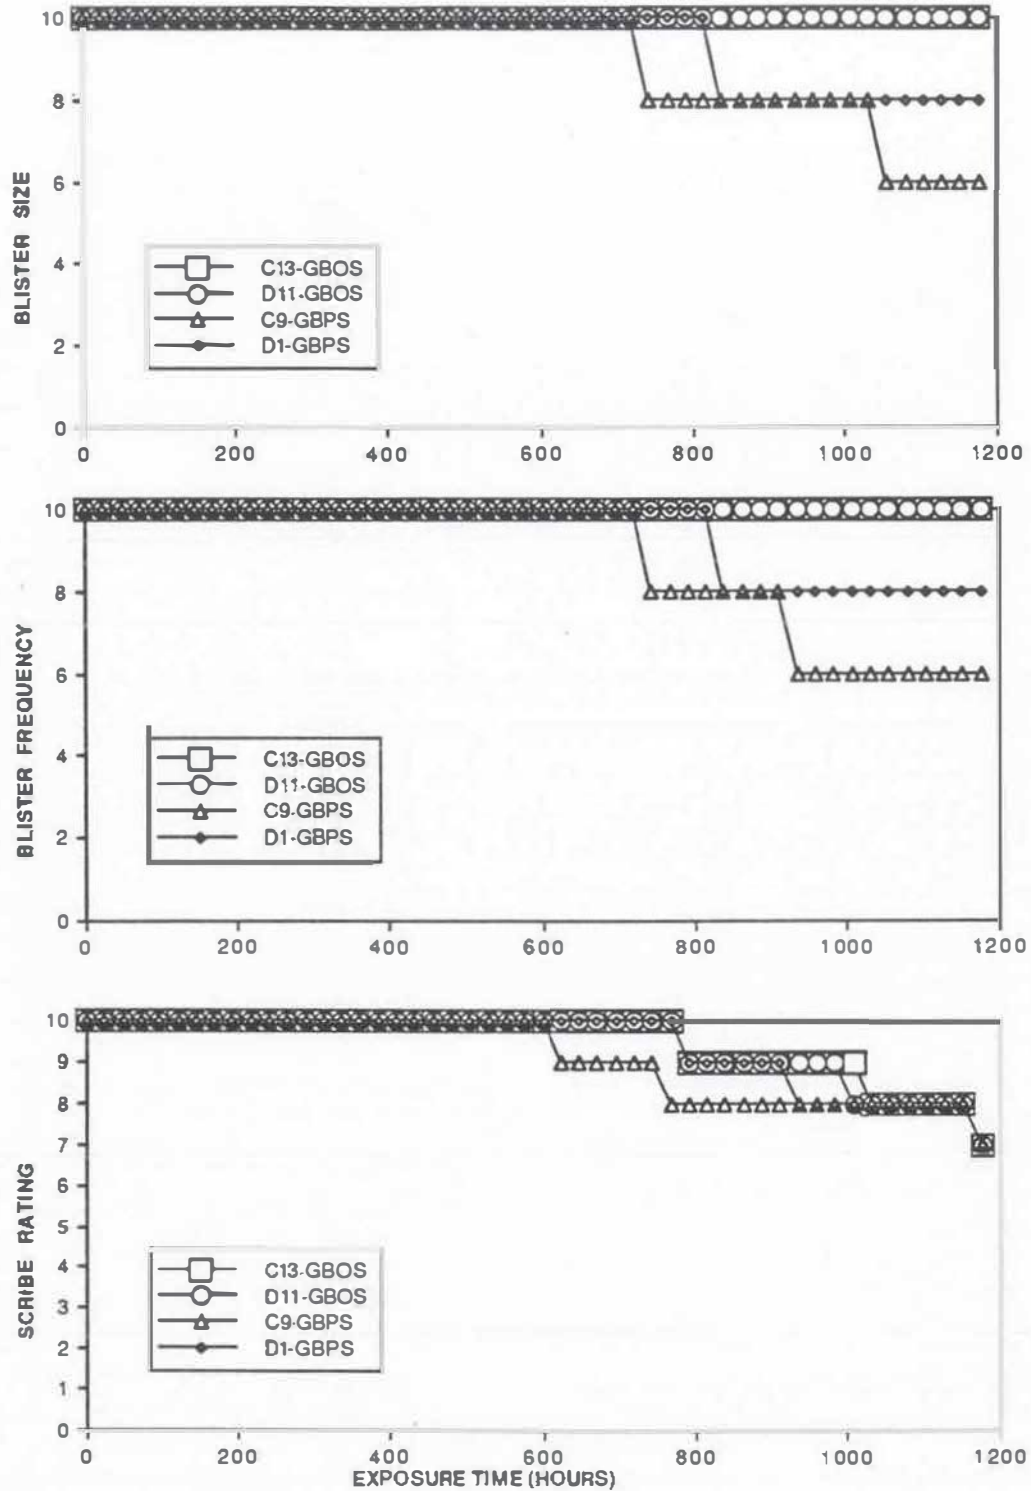 BLISTER SIZE
10
8
6
4
2
0
C13-GBOS
D11-GBOS
C9-GBPS
D1-GBPS
0 200 400 600 800 1000 1200
BLISTER FREQUENCY
10
8
6
4
2
0
C13-GBOS
D11-GBOS
C9-GBPS
D1-GBPS
0 200 400 600 800 1000 1200
SCRIBE RATING
10
9
8
7
6
5
4
3
2
1
0
C13-GBOS
D11-GBOS
C9-GBPS
D1-GBPS
0 200 400 600 800 1000 1200
EXPOSURE TIME (HOURS)